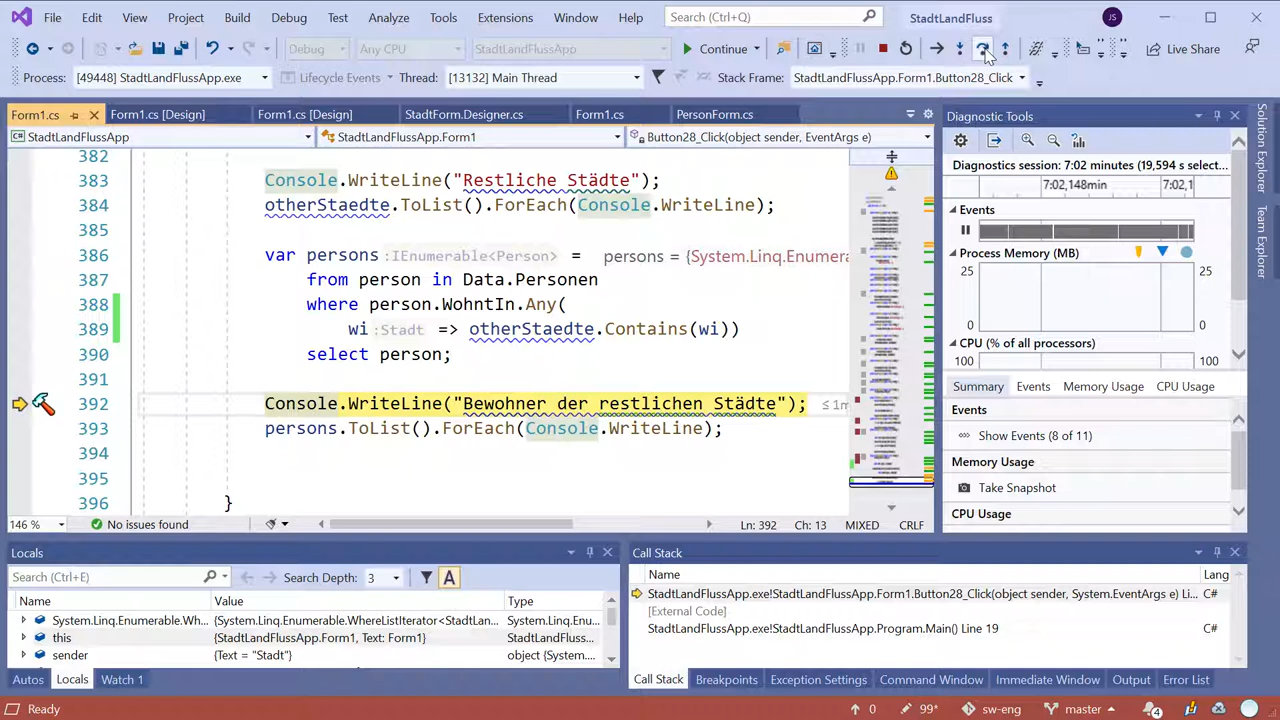 File Edit View Project Build Debug Test Analyze Tools Extensions Window Help Search (Ctrl+Q) StadtLandFluss JS
Debug Any CPU StadtLandFlussApp Continue Live Share
Process: [49448] StadtLandFlussApp.exe Lifecycle Events Thread: [13132] Main Thread Stack Frame: StadtLandFlussApp.Form1.Button28_Click
Form1.cs Form1.cs [Design] Form1.cs [Design] StadtForm.Designer.cs Form1.cs PersonForm.cs
StadtLandFlussApp StadtLandFlussApp.Form1 Button28_Click(object sender, EventArgs e)
382
383 Console.WriteLine("Restliche Städte");
384 otherStaedte.ToList().ForEach(Console.WriteLine);
385
386 var persons:IEnumerable<Person> = persons = {System.Linq.Enumera
387 from person in Data.Personen
388 where person.WohntIn.Any(
389 wi:Stadt => otherStaedte.Contains(wi))
390 select person;
391
392 Console.WriteLine("Bewohner der restlichen Städte"); ≤1m
393 persons.ToList().ForEach(Console.WriteLine);
394
395
396 }
146 % No issues found Ln: 392 Ch: 13 MIXED CRLF
Diagnostic Tools
Diagnostics session: 7:02 minutes (19,594 s select...
7:02,148min 7:02,1
Events
Process Memory (MB)
25 25
0 0
CPU (% of all processors)
100 100
Summary Events Memory Usage CPU Usage
Events
Show Events (0 of 11)
Memory Usage
Take Snapshot
CPU Usage
Solution Explorer
Team Explorer
Locals
Search (Ctrl+E) Search Depth: 3 A
Name Value Type
System.Linq.Enumerable.Wh... {System.Linq.Enumerable.WhereListIterator<StadtLan... System.Linq.Enu...
this {StadtLandFlussApp.Form1, Text: Form1} StadtLandFluss...
sender {Text = "Stadt"} object {System....
Autos Locals Watch 1
Call Stack
Name Lang
StadtLandFlussApp.exe!StadtLandFlussApp.Form1.Button28_Click(object sender, System.EventArgs e) Li... C#
[External Code]
StadtLandFlussApp.exe!StadtLandFlussApp.Program.Main() Line 19 C#
Call Stack Breakpoints Exception Settings Command Window Immediate Window Output Error List
Ready 0 99* sw-eng master 4